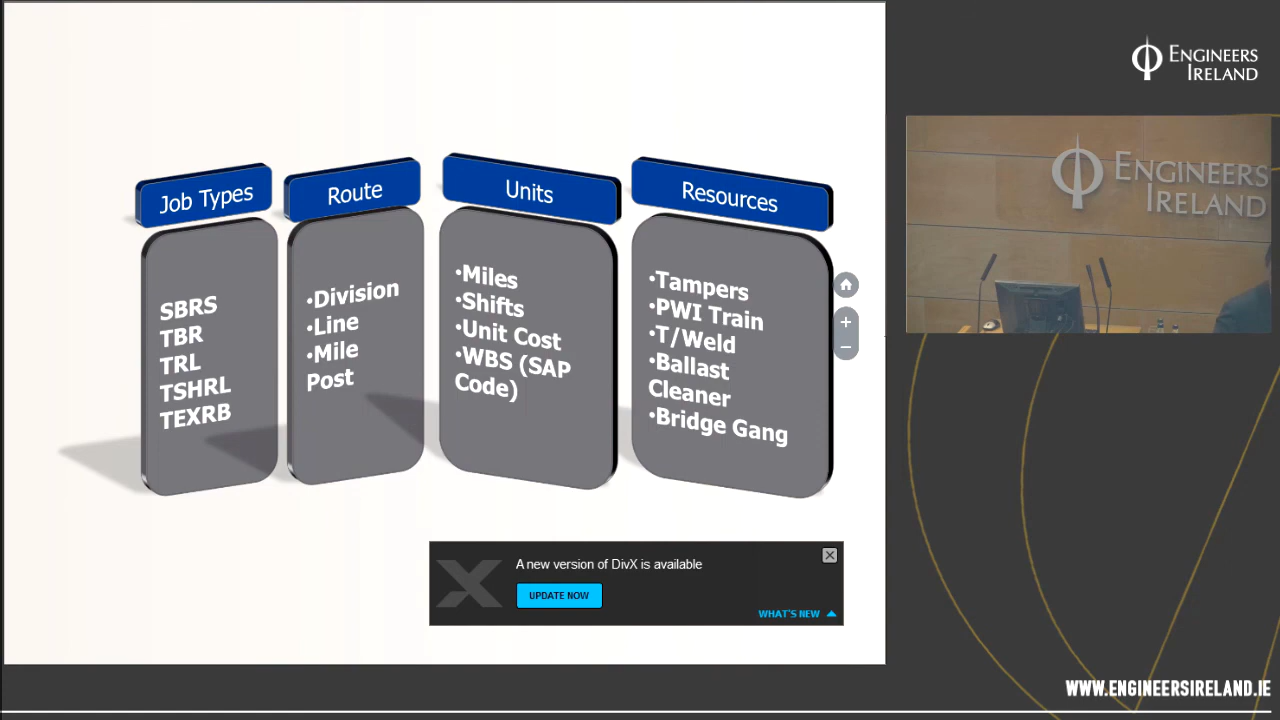 Job Types
SBRS
TBR
TRL
TSHRL
TEXRB
Route
•Division
•Line
•Mile
Post
Units
•Miles
•Shifts
•Unit Cost
•WBS (SAP
Code)
Resources
•Tampers
•PWI Train
•T/Weld
•Ballast
Cleaner
•Bridge Gang
A new version of DivX is available
UPDATE NOW
WHAT'S NEW
ENGINEERS
IRELAND
ENGINEERS
IRELAND
WWW.ENGINEERSIRELAND.IE